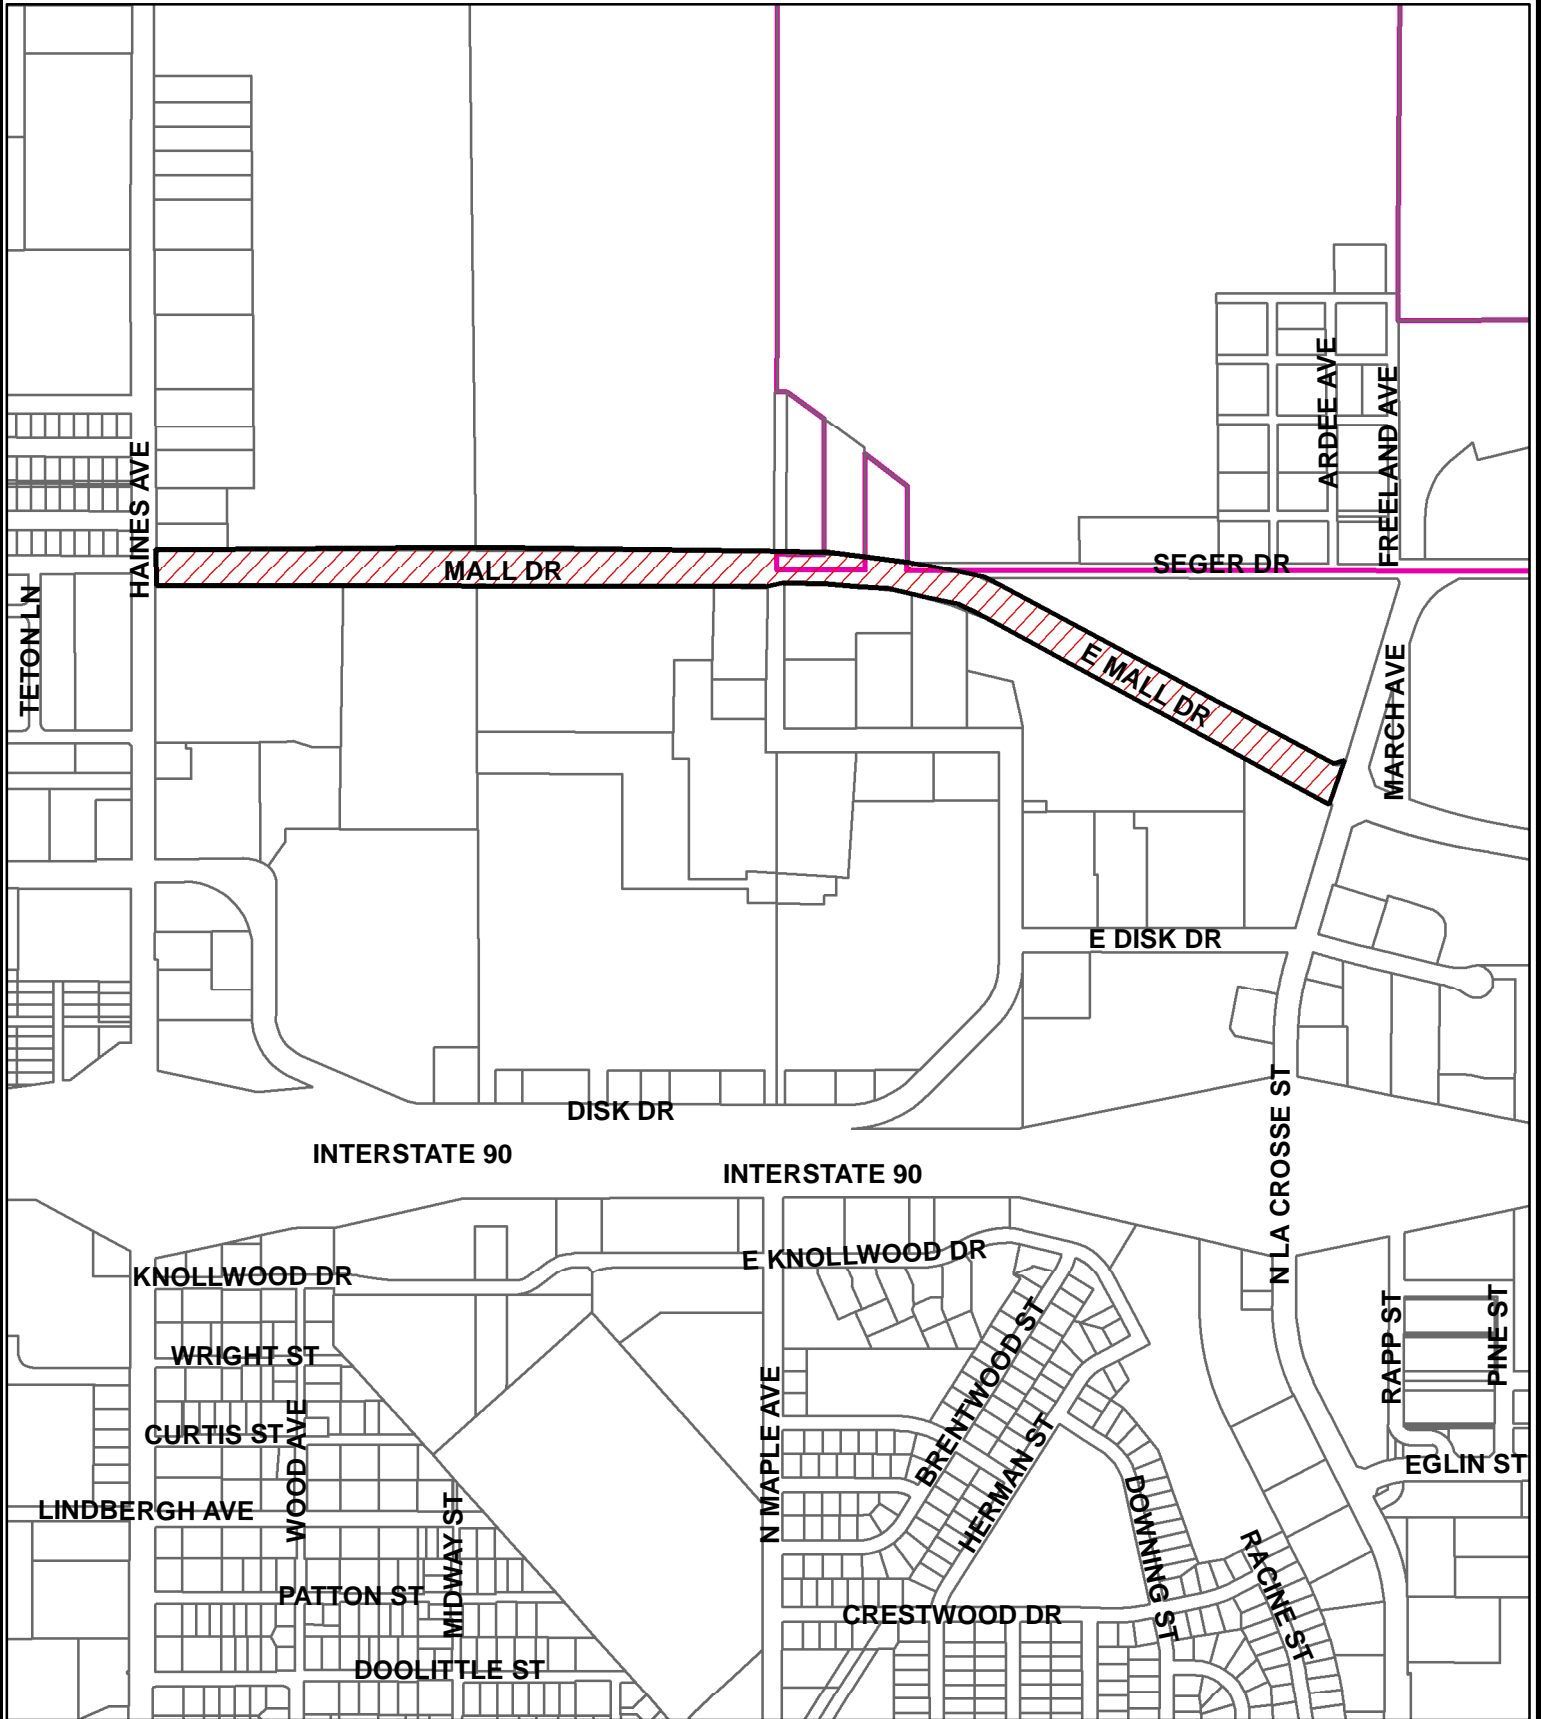 ARDEE AVE
FREELAND AVE
HAINES AVE
SEGER DR
MALL DR
TETON LN
E MALL DR
MARCH AVE
E DISK DR
DISK DR
INTERSTATE 90
INTERSTATE 90
N LA CROSSE ST
E KNOLLWOOD DR
KNOLLWOOD DR
RAPP ST
PINE ST
BRENTWOOD ST
WRIGHT ST
N MAPLE AVE
CURTIS ST
WOOD AVE
HERMAN ST
EGLIN ST
LINDBERGH AVE
MIDWAY ST
DOWNING ST
RACINE ST
PATTON ST
CRESTWOOD DR
DOOLITTLE ST